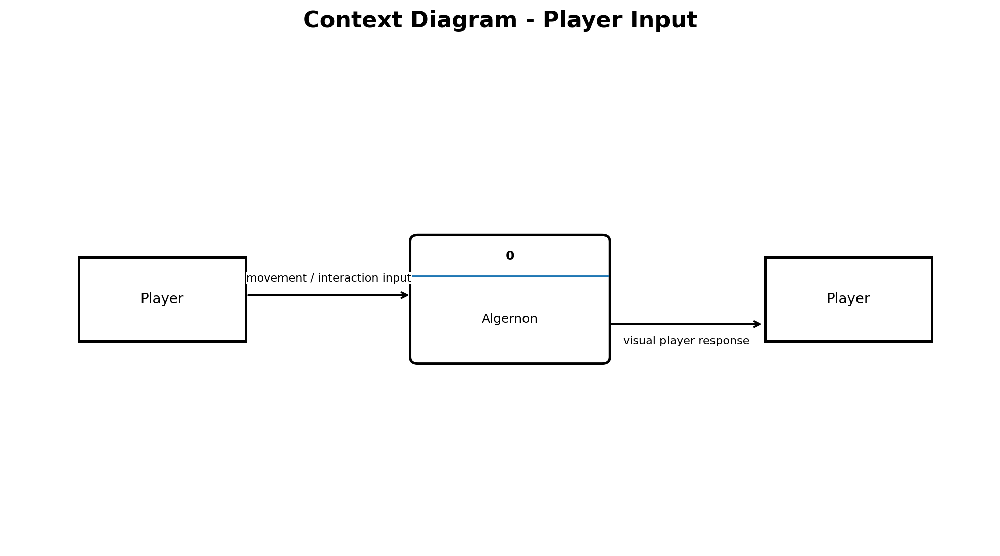 Context Diagram - Player Input
Player
movement / interaction input
0
Algernon
visual player response
Player